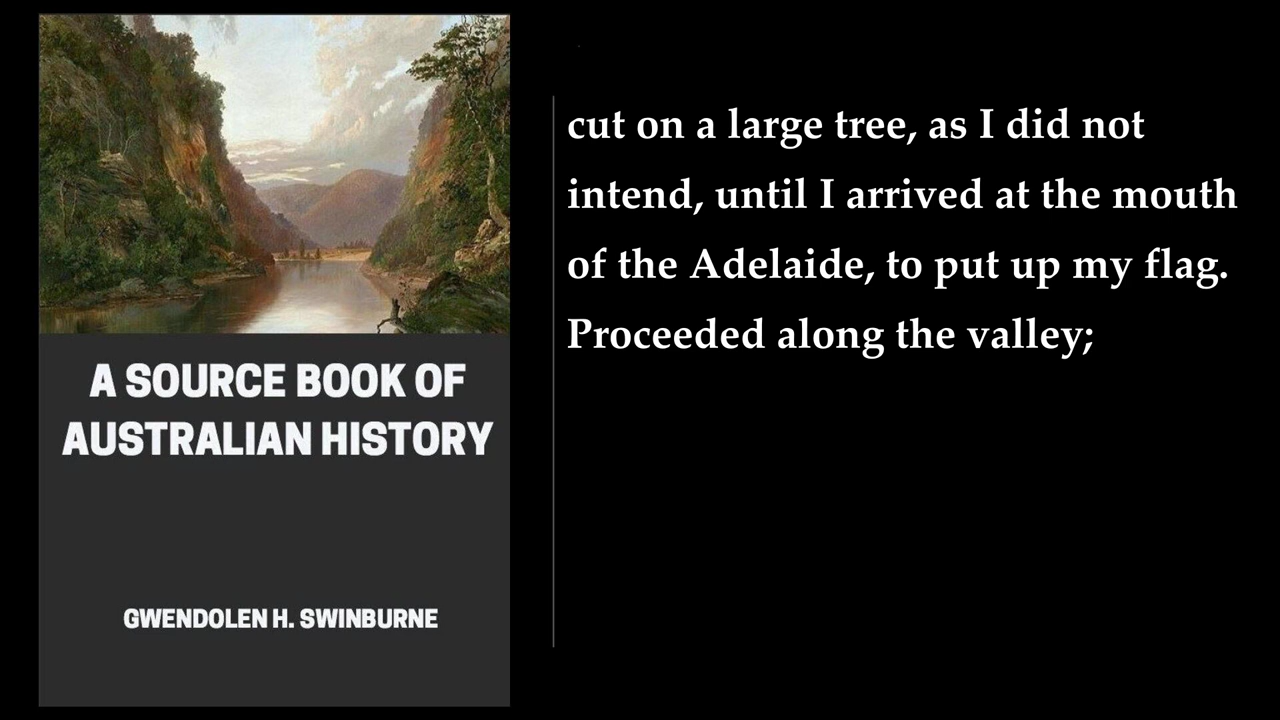 A SOURCE BOOK OF
AUSTRALIAN HISTORY
GWENDOLEN H. SWINBURNE
cut on a large tree, as I did not
intend, until I arrived at the mouth
of the Adelaide, to put up my flag.
Proceeded along the valley;